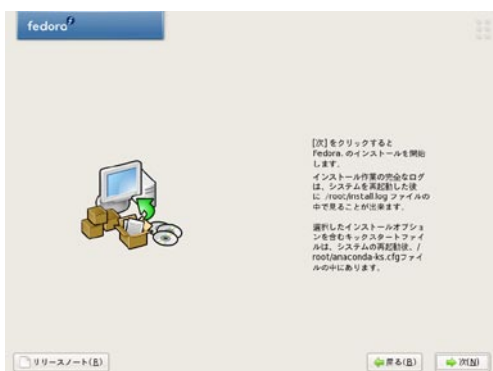 fedora
[次] をクリックすると
Fedora. のインストールを開始
します.
インストール作業の完全なログ
は、システムを再起動した後
に /root/install.log ファイルの
中で見ることが出来ます.
選択したインストールオプショ
ンを含むキックスタートファイ
ルは、システムの再起動後、/
root/anaconda-ks.cfgファイ
ルの中にあります.
リリースノート(R)
戻る(B)
次(N)